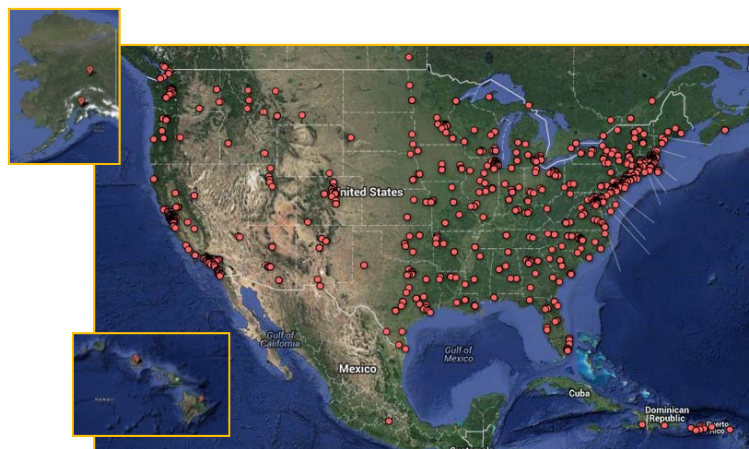 United States
Gulf of
California
Gulf of
Mexico
Mexico
Cuba
Dominican
Republic
Puerto
Rico
Hawaii